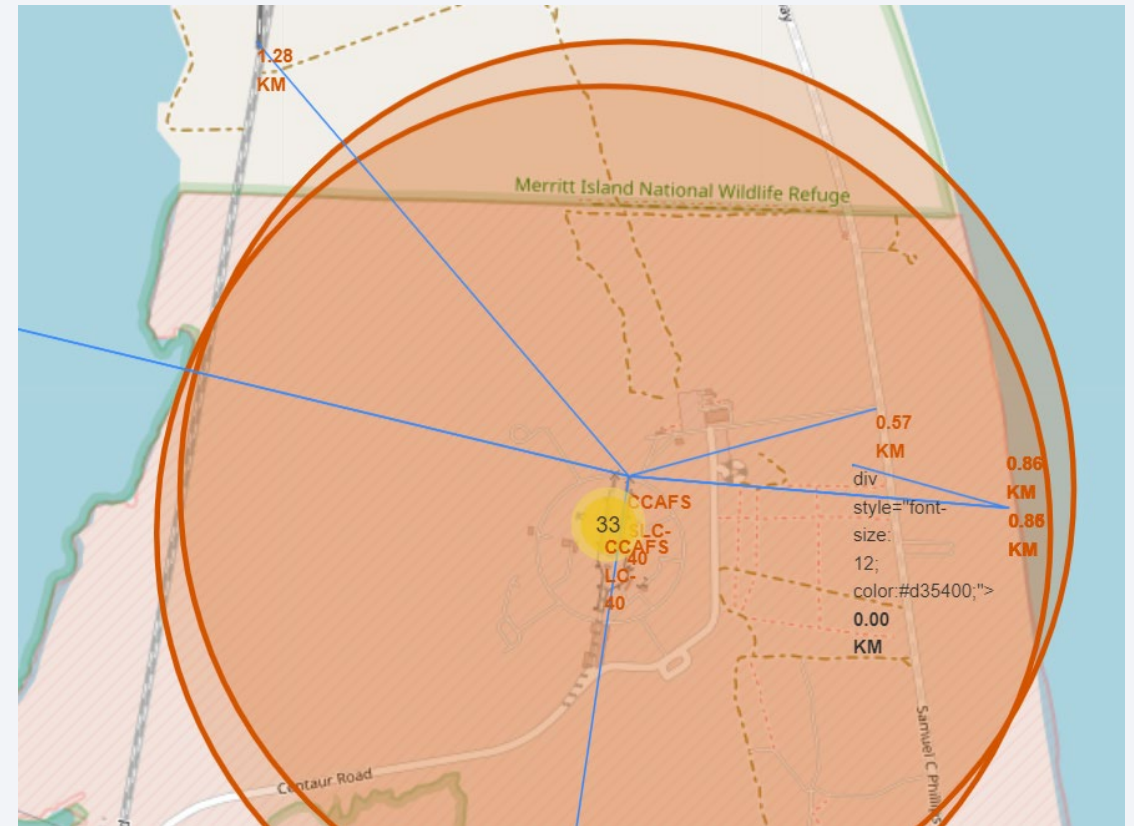 1.28
KM
Merritt Island National Wildlife Refuge
0.57
KM
0.86
KM
0.86
KM
div
style="font-
size:
12;
color:#d35400;">
0.00
KM
CCAFS
SLC-
40
33
CCAFS
LC-
40
Centaur Road
Samuel C Phillips